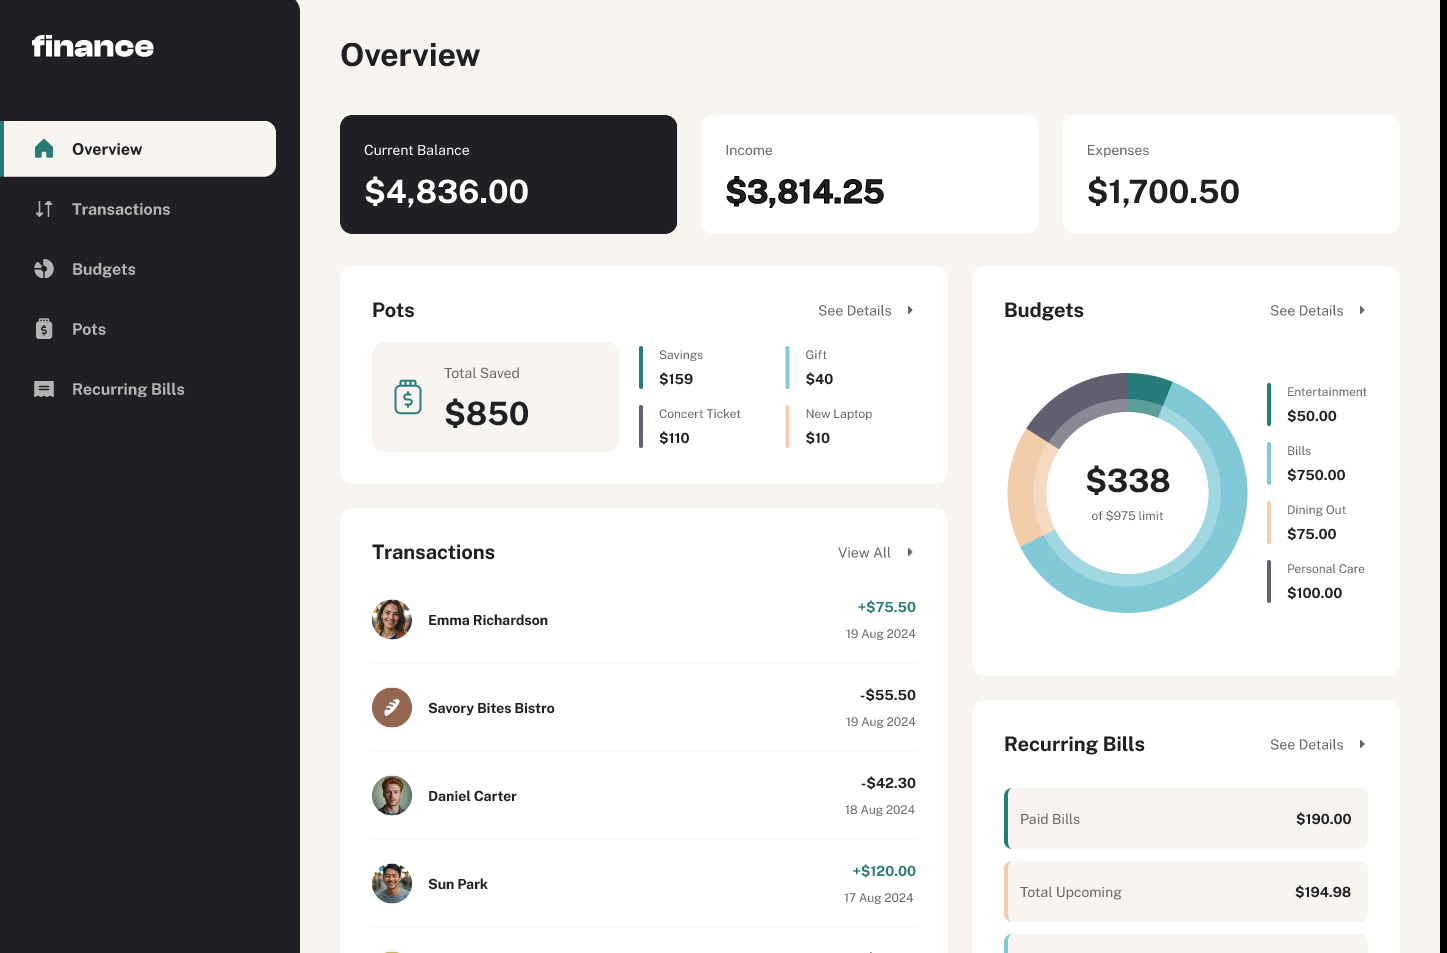 finance
Overview
Transactions
Budgets
Pots
Recurring Bills
Overview
Current Balance
$4,836.00
Income
$3,814.25
Expenses
$1,700.50
Pots
See Details
Total Saved
$850
Savings
$159
Gift
$40
Concert Ticket
$110
New Laptop
$10
Transactions
View All
Emma Richardson
+$75.50
19 Aug 2024
Savory Bites Bistro
-$55.50
19 Aug 2024
Daniel Carter
-$42.30
18 Aug 2024
Sun Park
+$120.00
17 Aug 2024
Budgets
See Details
$338
of $975 limit
Entertainment
$50.00
Bills
$750.00
Dining Out
$75.00
Personal Care
$100.00
Recurring Bills
See Details
Paid Bills
$190.00
Total Upcoming
$194.98